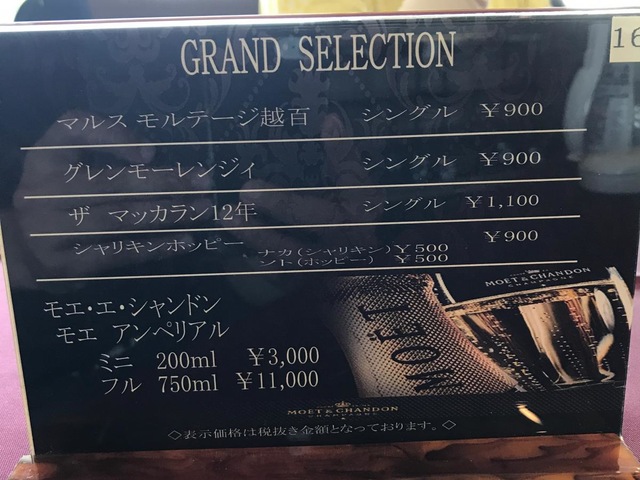 GRAND SELECTION
16
マルス モルテージ越百 シングル ￥900
グレンモーレンジィ シングル ￥900
ザ マッカラン12年 シングル ￥1,100
シャリキンホッピー ￥900
ナカ(シャリキン)￥500
ント(ホッピー) ￥500
モエ・エ・シャンドン
モエ アンペリアル
ミニ 200ml ￥3,000
フル 750ml ￥11,000
MOËT & CHANDON
CHAMPAGNE
MOËT
MOËT & CHANDON
CHAMPAGNE
◇表示価格は税抜き金額となっております。◇